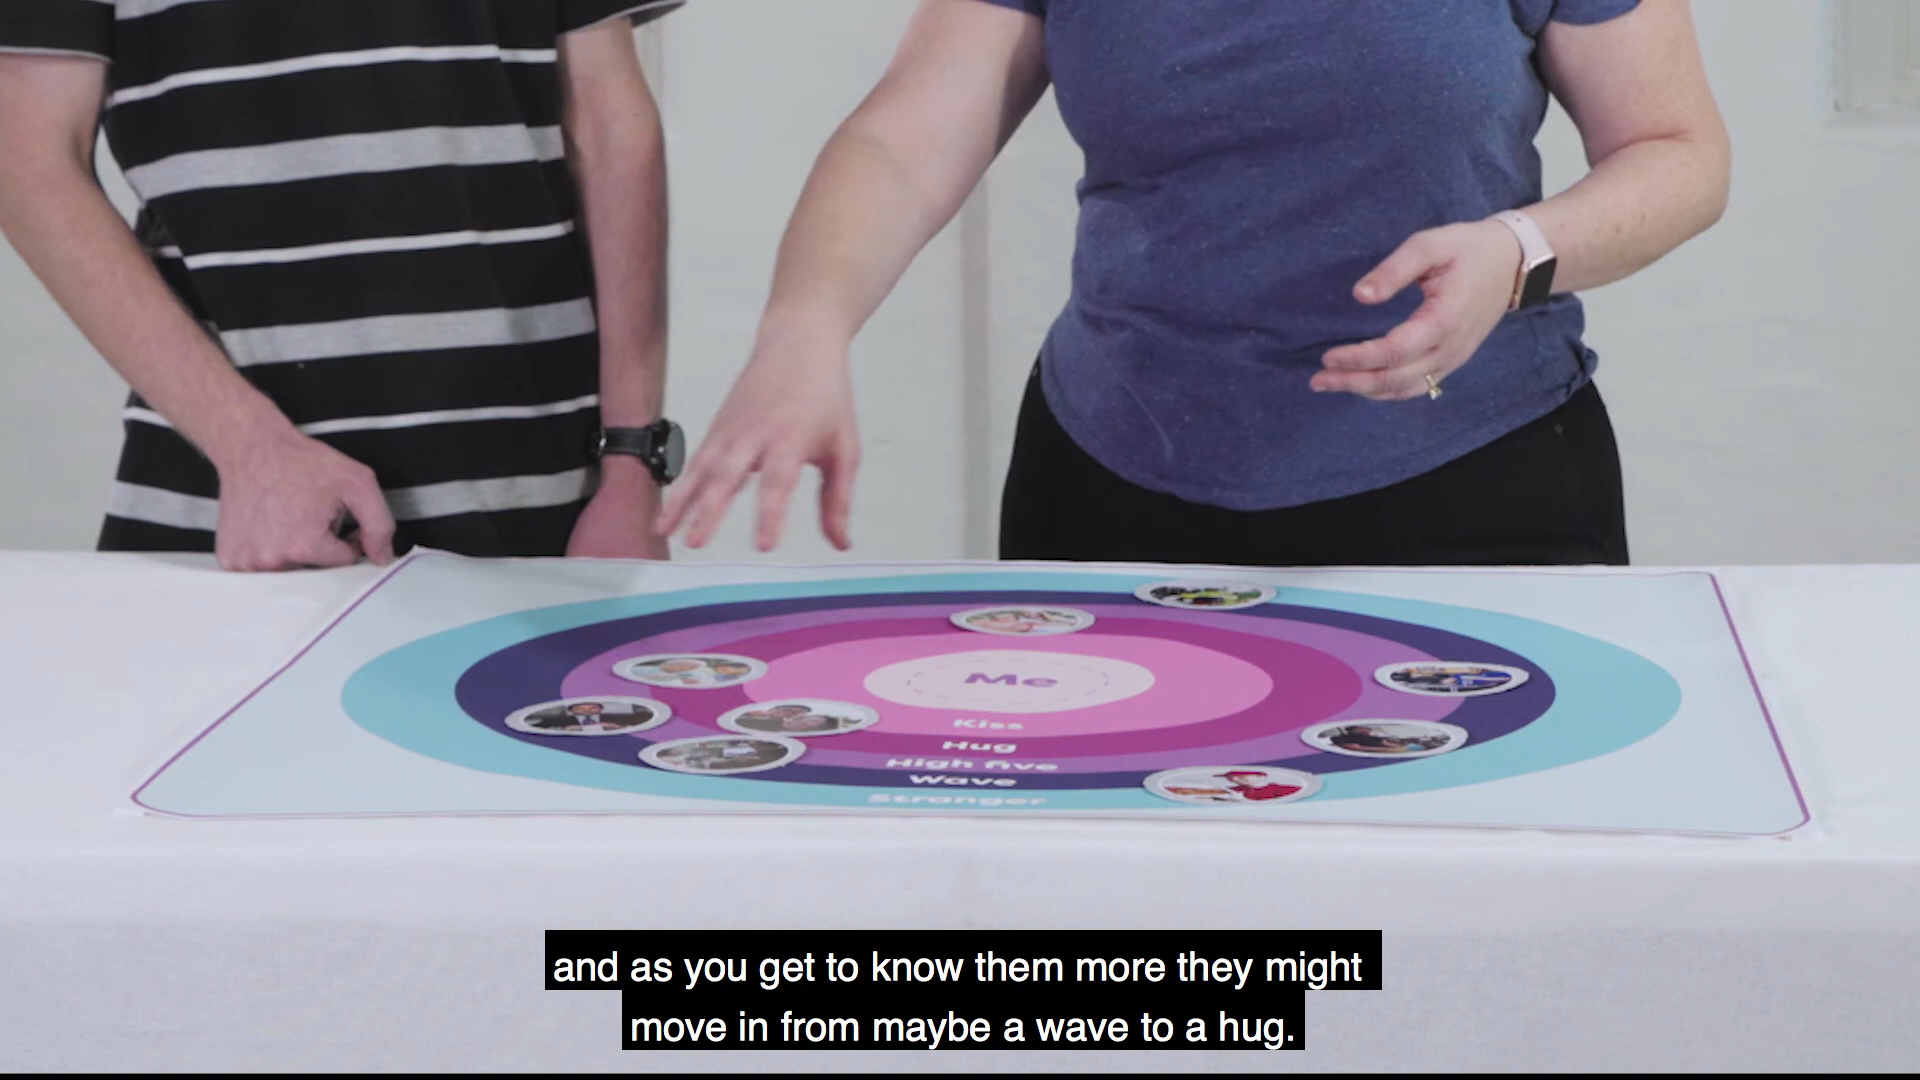 Me
Kiss
Hug
High five
Wave
Stranger
and as you get to know them more they might
move in from maybe a wave to a hug.